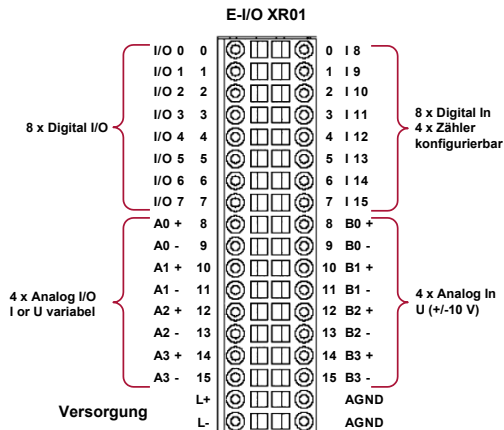 E-I/O XR01
I/O 0 0 0 I 8
I/O 1 1 1 I 9
I/O 2 2 2 I 10
I/O 3 3 3 I 11
8 x Digital I/O
8 x Digital In
4 x Zähler
konfigurierbar
I/O 4 4 4 I 12
I/O 5 5 5 I 13
I/O 6 6 6 I 14
I/O 7 7 7 I 15
A0 + 8 8 B0 +
A0 - 9 9 B0 -
A1 + 10 10 B1 +
A1 - 11 11 B1 -
4 x Analog I/O
I or U variabel
4 x Analog In
U (+/-10 V)
A2 + 12 12 B2 +
A2 - 13 13 B2 -
A3 + 14 14 B3 +
A3 - 15 15 B3 -
Versorgung
L+ AGND
L- AGND